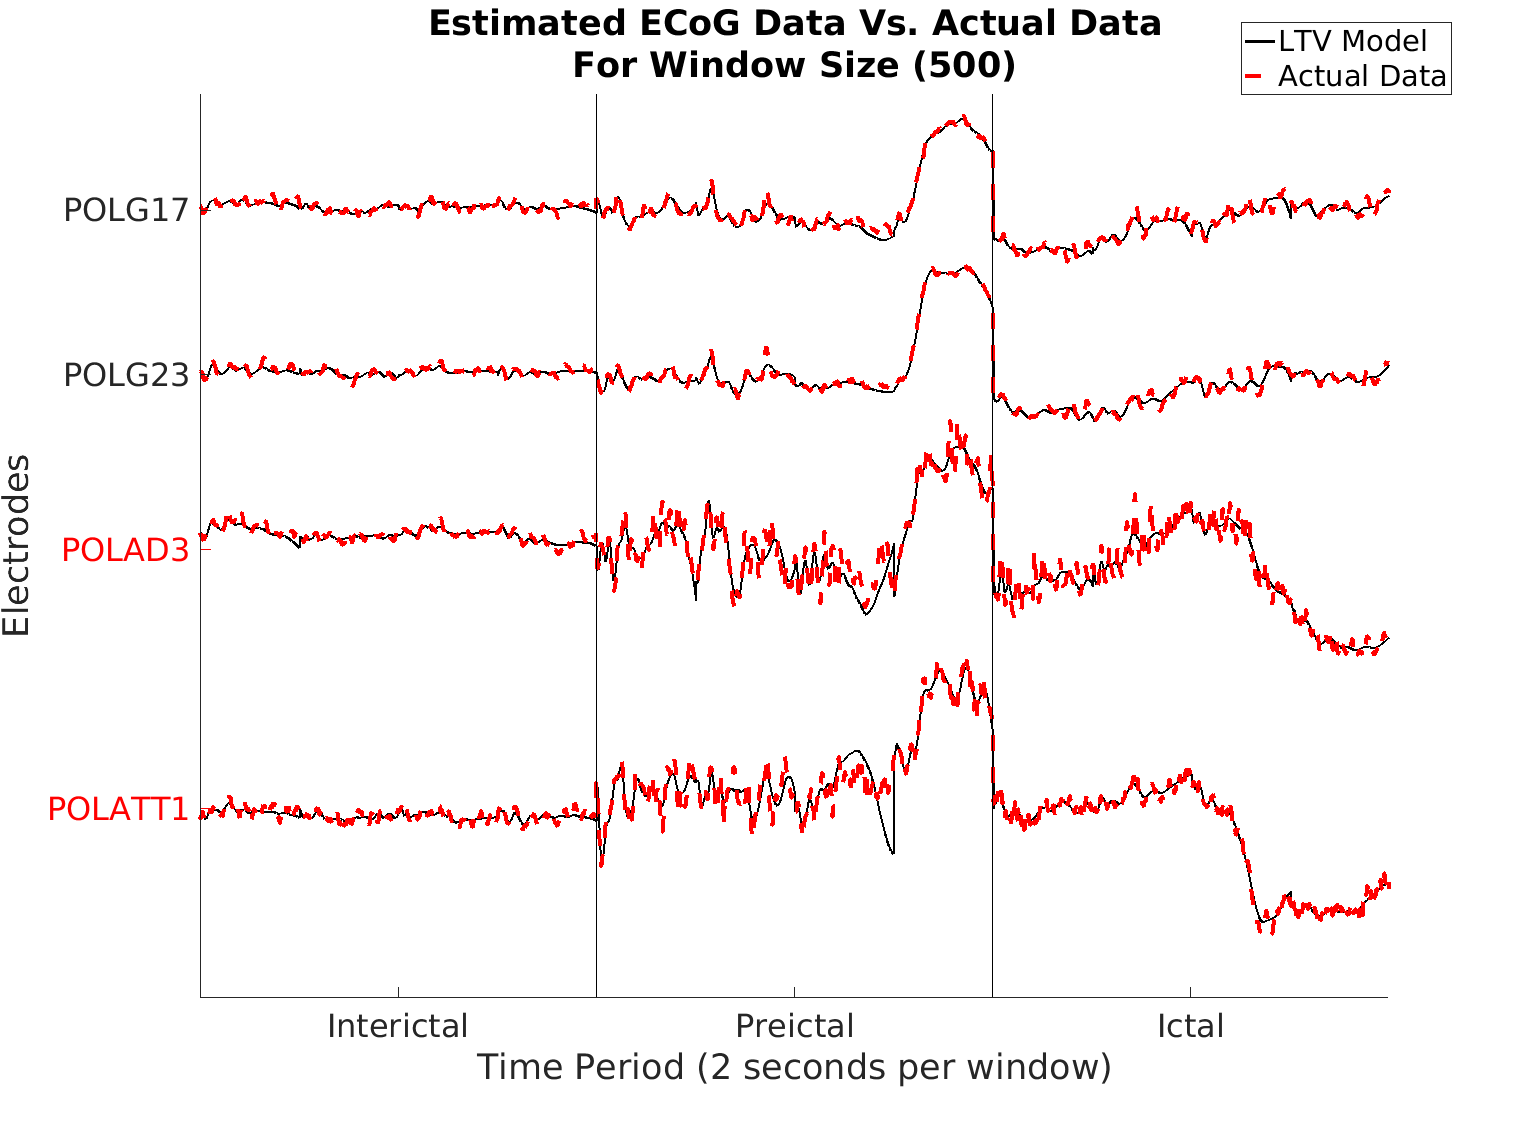 Estimated ECoG Data Vs. Actual Data
For Window Size (500)
LTV Model
Actual Data
POLG17
POLG23
POLAD3
POLATT1
Electrodes
Interictal
Preictal
Ictal
Time Period (2 seconds per window)